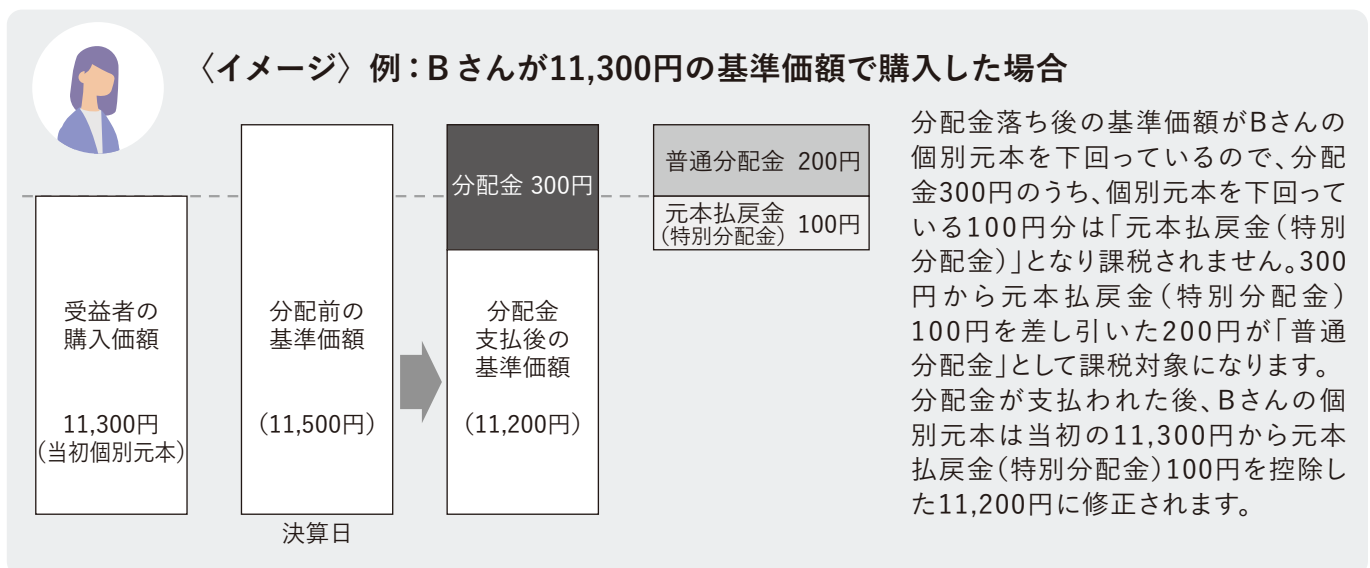 〈イメージ〉例：Bさんが11,300円の基準価額で購入した場合
受益者の
購入価額
11,300円
(当初個別元本)
分配前の
基準価額
(11,500円)
決算日
分配金 300円
分配金
支払後の
基準価額
(11,200円)
普通分配金 200円
元本払戻金
(特別分配金) 100円
分配金落ち後の基準価額がBさんの
個別元本を下回っているので、分配
金300円のうち、個別元本を下回って
いる100円分は「元本払戻金(特別
分配金)」となり課税されません。300
円から元本払戻金(特別分配金)
100円を差し引いた200円が「普通
分配金」として課税対象になります。
分配金が支払われた後、Bさんの個
別元本は当初の11,300円から元本
払戻金(特別分配金)100円を控除し
た11,200円に修正されます。